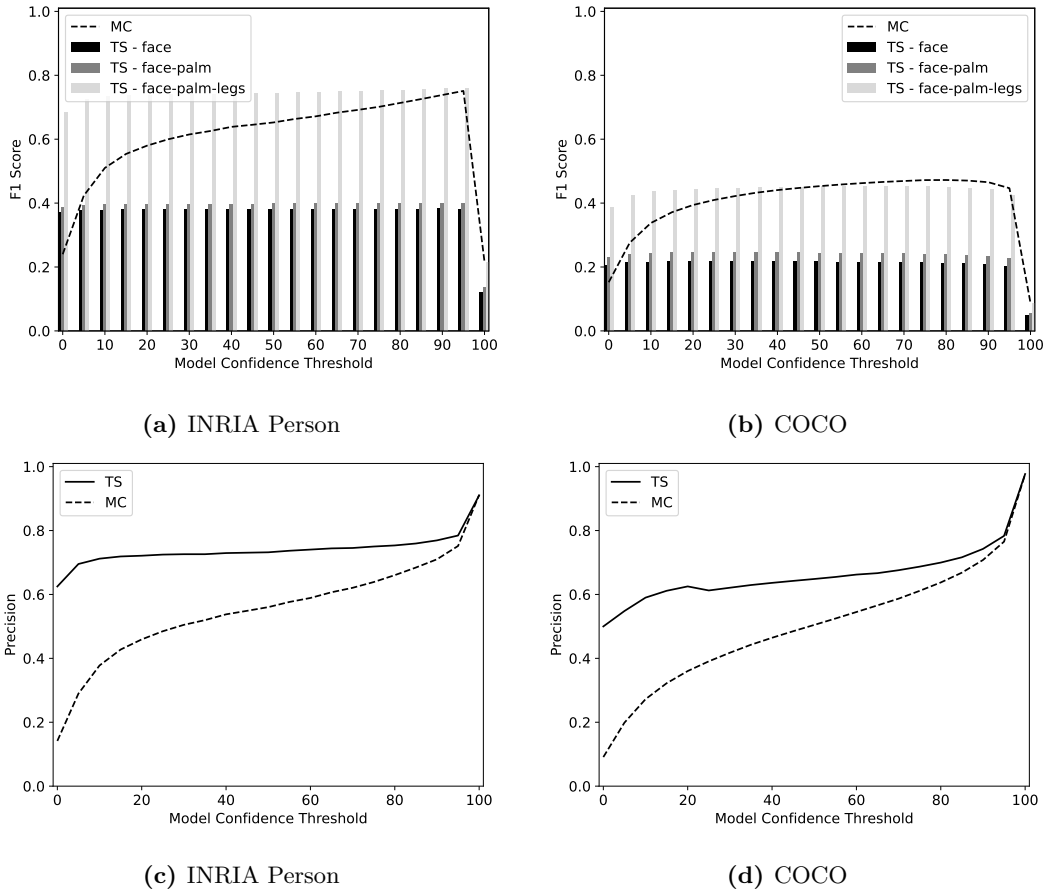 1.0
0.8
0.6
0.4
0.2
0.0
F1 Score
MC
TS - face
TS - face-palm
TS - face-palm-legs
0 10 20 30 40 50 60 70 80 90 100
Model Confidence Threshold
(a) INRIA Person
1.0
0.8
0.6
0.4
0.2
0.0
F1 Score
MC
TS - face
TS - face-palm
TS - face-palm-legs
0 10 20 30 40 50 60 70 80 90 100
Model Confidence Threshold
(b) COCO
1.0
0.8
0.6
0.4
0.2
0.0
Precision
TS
MC
0 20 40 60 80 100
Model Confidence Threshold
(c) INRIA Person
1.0
0.8
0.6
0.4
0.2
0.0
Precision
TS
MC
0 20 40 60 80 100
Model Confidence Threshold
(d) COCO